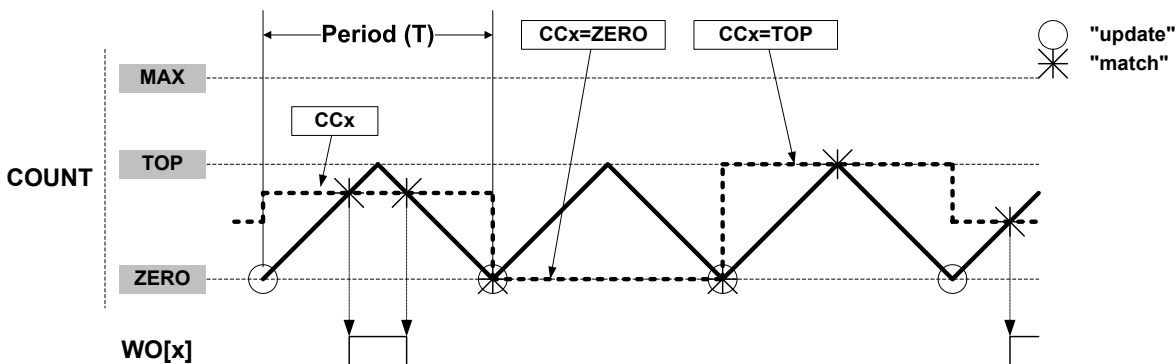 Period (T)
CCx=ZERO
CCx=TOP
"update"
"match"
MAX
CCx
TOP
COUNT
ZERO
WO[x]